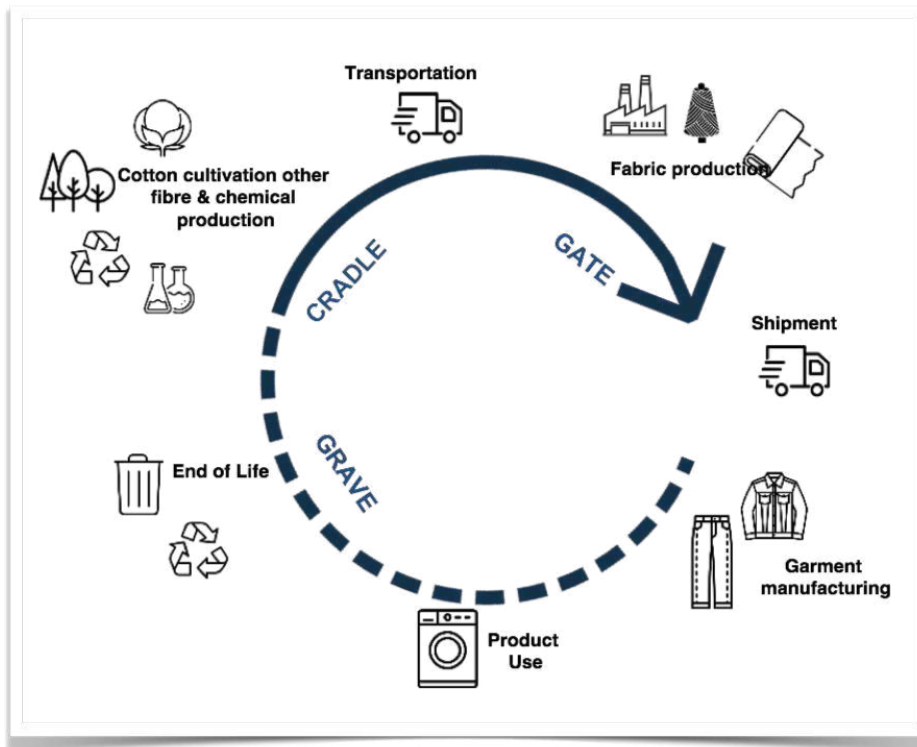 Transportation
Fabric production
Cotton cultivation other
fibre & chemical
production
CRADLE
GATE
Shipment
GRAVE
End of Life
Garment
manufacturing
Product
Use